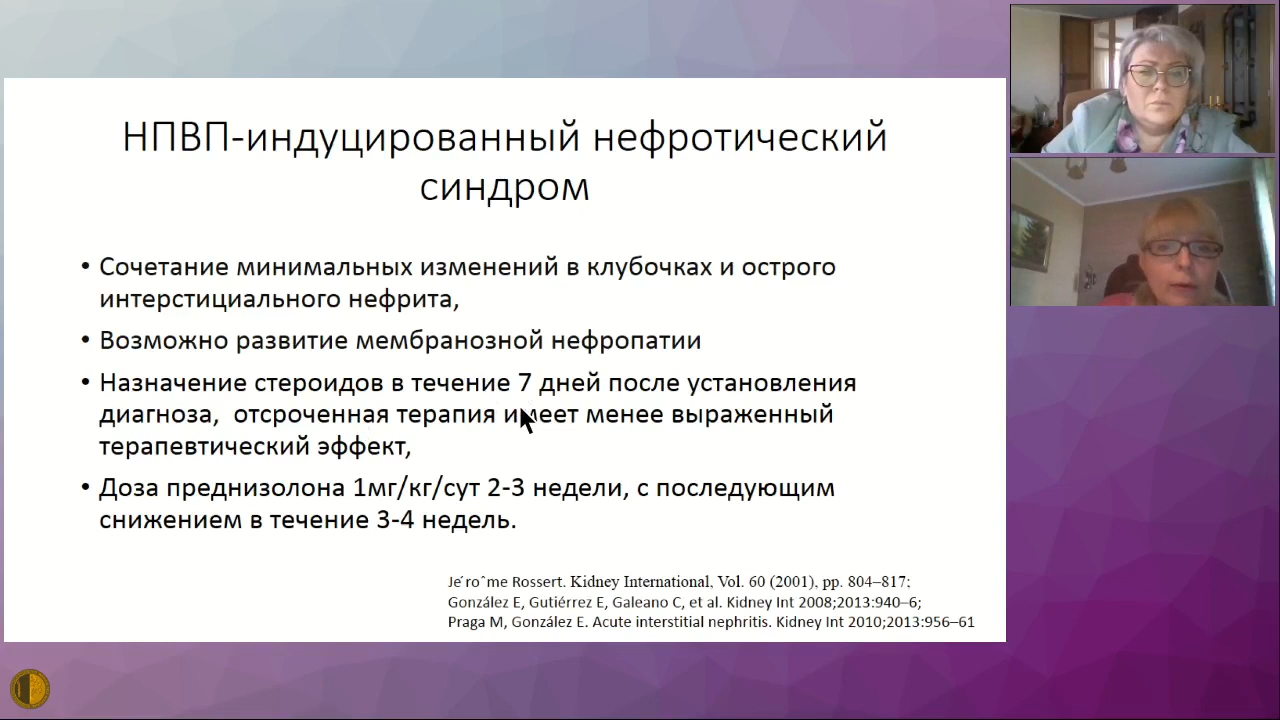 НПВП-индуцированный нефротический
синдром
• Сочетание минимальных изменений в клубочках и острого
интерстициального нефрита,
• Возможно развитие мембранозной нефропатии
• Назначение стероидов в течение 7 дней после установления
диагноза,  отсроченная терапия имеет менее выраженный
терапевтический эффект,
• Доза преднизолона 1мг/кг/сут 2-3 недели, с последующим
снижением в течение 3-4 недель.
Je´roˆme Rossert. Kidney International, Vol. 60 (2001), pp. 804–817;
González E, Gutiérrez E, Galeano C, et al. Kidney Int 2008;2013:940–6;
Praga M, González E. Acute interstitial nephritis. Kidney Int 2010;2013:956–61